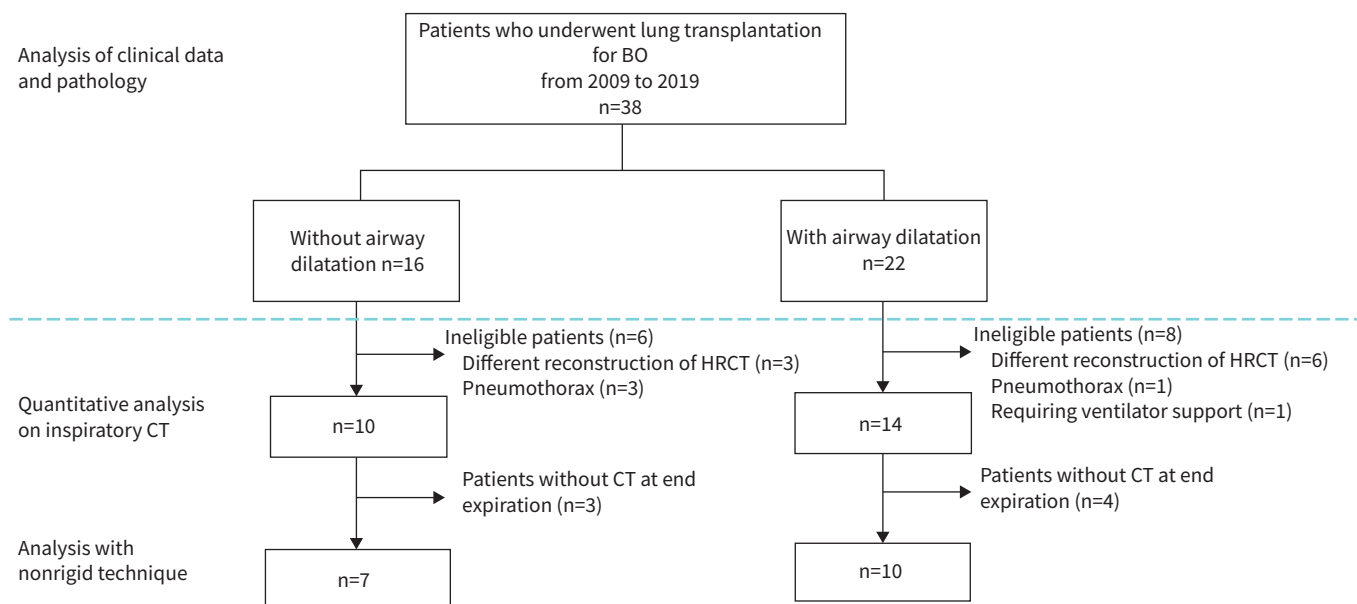 Analysis of clinical data
and pathology
Patients who underwent lung transplantation
for BO
from 2009 to 2019
n=38
Without airway
dilatation n=16
With airway dilatation
n=22
Ineligible patients (n=6)
Different reconstruction of HRCT (n=3)
Pneumothorax (n=3)
Ineligible patients (n=8)
Different reconstruction of HRCT (n=6)
Pneumothorax (n=1)
Requiring ventilator support (n=1)
Quantitative analysis
on inspiratory CT
n=10
n=14
Patients without CT at end
expiration (n=3)
Patients without CT at end
expiration (n=4)
Analysis with
nonrigid technique
n=7
n=10